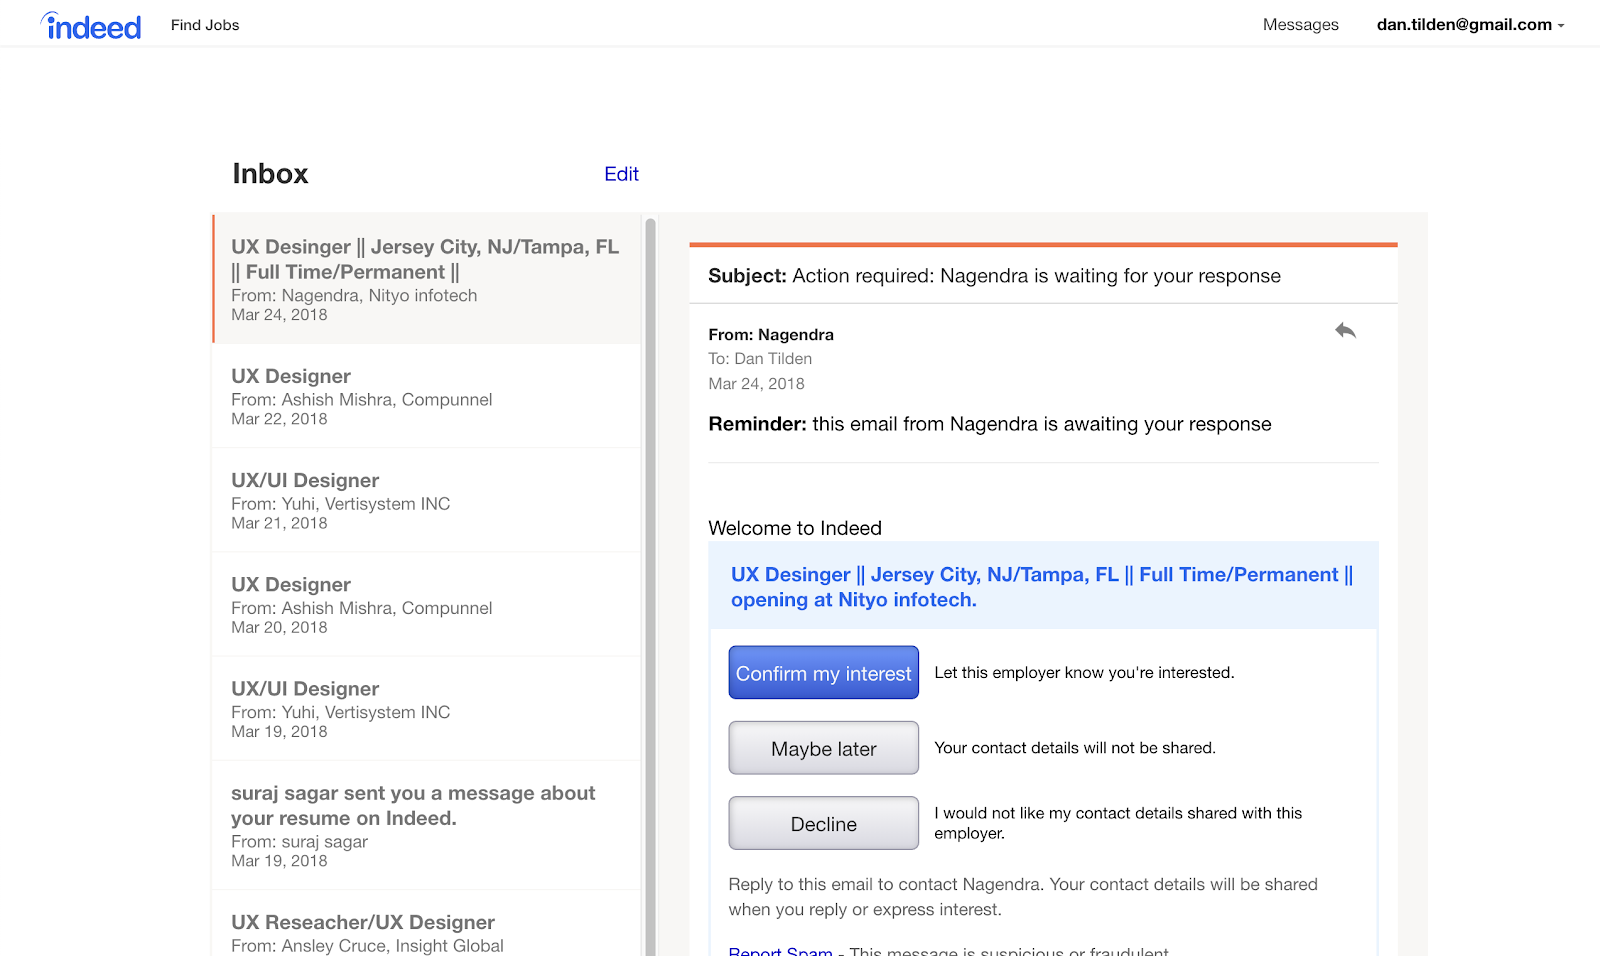 indeed
Find Jobs
Messages
dan.tilden@gmail.com
Inbox
Edit
UX Desinger || Jersey City, NJ/Tampa, FL
|| Full Time/Permanent ||
From: Nagendra, Nityo infotech
Mar 24, 2018
UX Designer
From: Ashish Mishra, Compunnel
Mar 22, 2018
UX/UI Designer
From: Yuhi, Vertisystem INC
Mar 21, 2018
UX Designer
From: Ashish Mishra, Compunnel
Mar 20, 2018
UX/UI Designer
From: Yuhi, Vertisystem INC
Mar 19, 2018
suraj sagar sent you a message about
your resume on Indeed.
From: suraj sagar
Mar 19, 2018
UX Reseacher/UX Designer
From: Ansley Cruce, Insight Global
Subject: Action required: Nagendra is waiting for your response
From: Nagendra
To: Dan Tilden
Mar 24, 2018
Reminder: this email from Nagendra is awaiting your response
Welcome to Indeed
UX Desinger || Jersey City, NJ/Tampa, FL || Full Time/Permanent ||
opening at Nityo infotech.
Confirm my interest
Let this employer know you're interested.
Maybe later
Your contact details will not be shared.
Decline
I would not like my contact details shared with this
employer.
Reply to this email to contact Nagendra. Your contact details will be shared
when you reply or express interest.
Report Spam - This message is suspicious or fraudulent